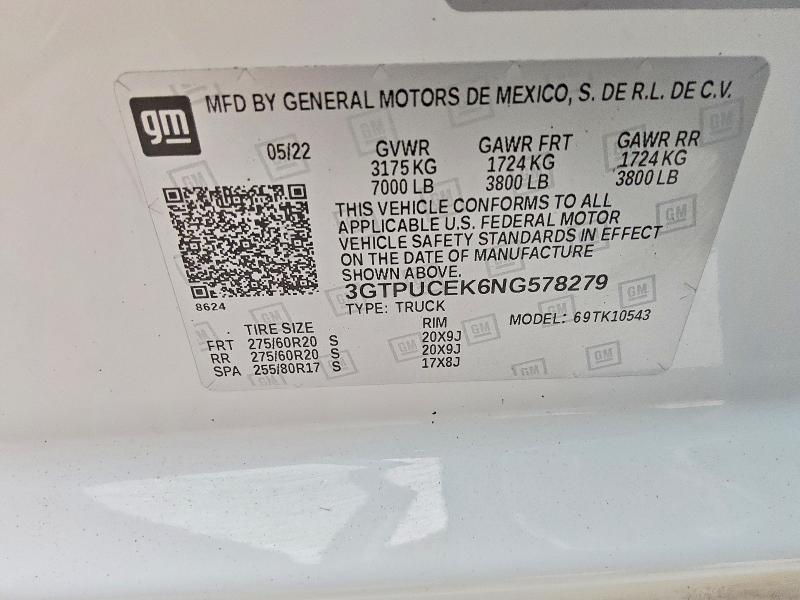 gm
MFD BY GENERAL MOTORS DE MEXICO, S. DE R.L. DE C.V.
05/22 GVWR GAWR FRT GAWR RR
3175 KG 1724 KG 1724 KG
7000 LB 3800 LB 3800 LB
THIS VEHICLE CONFORMS TO ALL
APPLICABLE U.S. FEDERAL MOTOR
VEHICLE SAFETY STANDARDS IN EFFECT
ON THE DATE OF MANUFACTURE
SHOWN ABOVE.
3GTPUCEK6NG578279
8624
TYPE: TRUCK MODEL: 69TK10543
TIRE SIZE RIM
FRT 275/60R20 S 20X9J
RR 275/60R20 S 20X9J
SPA 255/80R17 S 17X8J